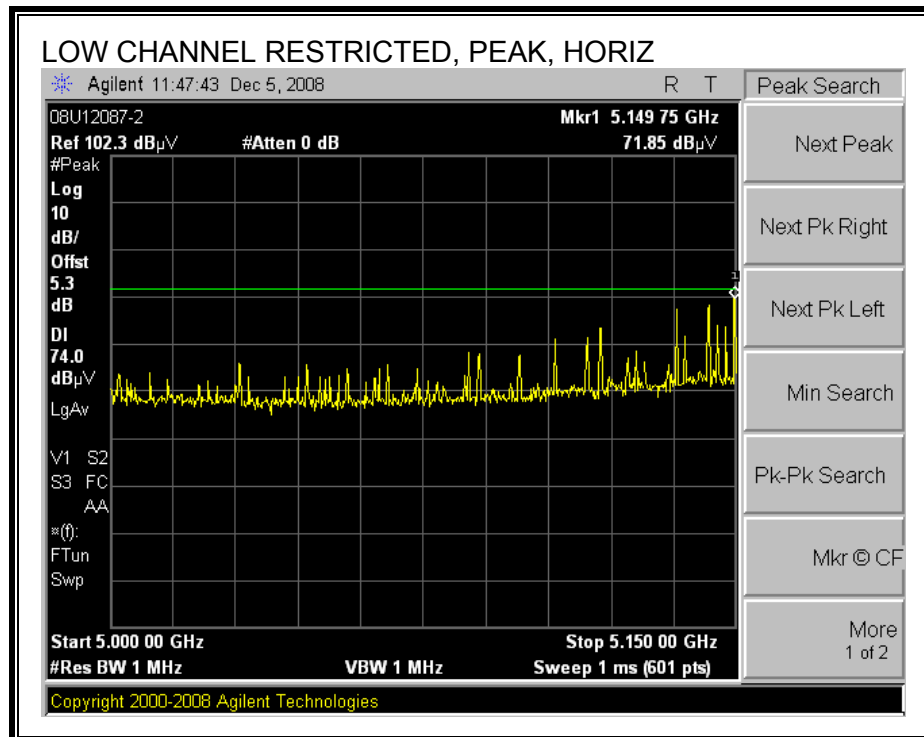 LOW CHANNEL RESTRICTED, PEAK, HORIZ
Agilent 11:47:43 Dec 5, 2008 R T
Peak Search
08U12087-2
Mkr1 5.149 75 GHz
Ref 102.3 dBµV #Atten 0 dB 71.85 dBµV
#Peak
Log
10
dB/
Offst
5.3
dB
DI
74.0
dBµV
LgAv
V1 S2
S3 FC
AA
¤(f):
FTun
Swp
1
Start 5.000 00 GHz Stop 5.150 00 GHz
#Res BW 1 MHz VBW 1 MHz Sweep 1 ms (601 pts)
Copyright 2000-2008 Agilent Technologies
Next Peak
Next Pk Right
Next Pk Left
Min Search
Pk-Pk Search
Mkr © CF
More
1 of 2